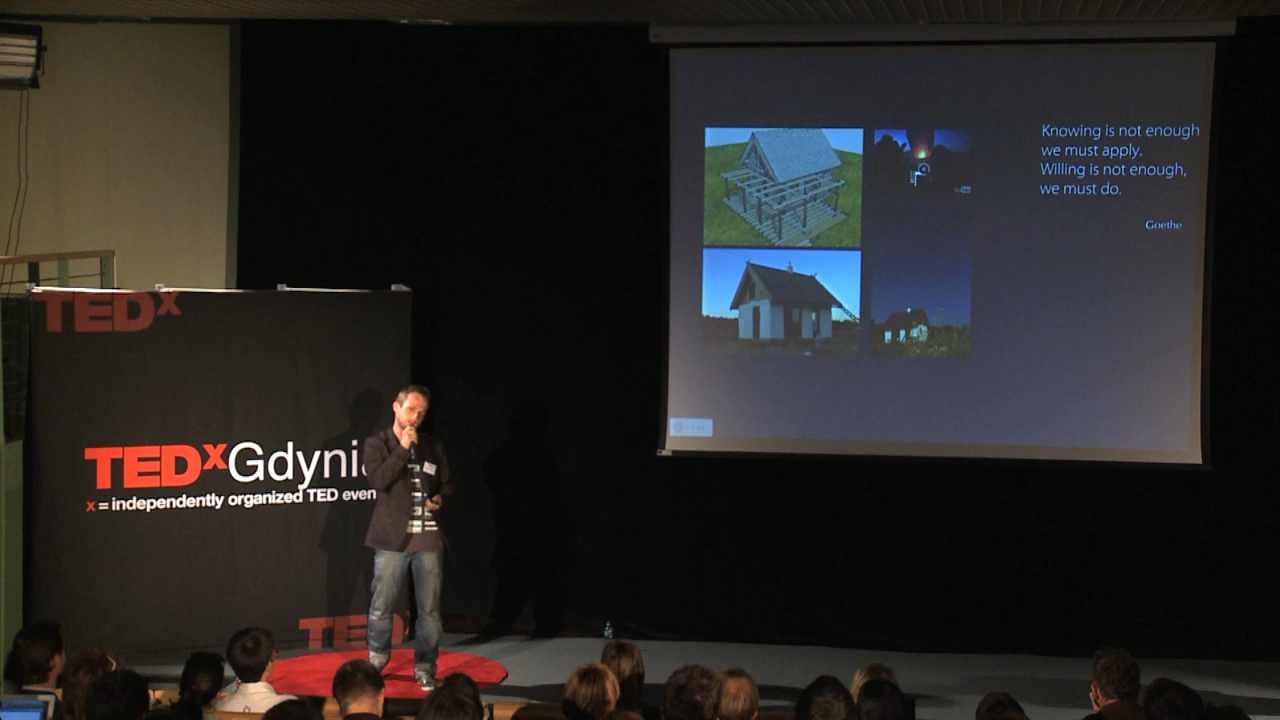 TEDx
TEDxGdynia
x = independently organized TED even
TED
Knowing is not enough
we must apply.
Willing is not enough,
we must do.
Goethe